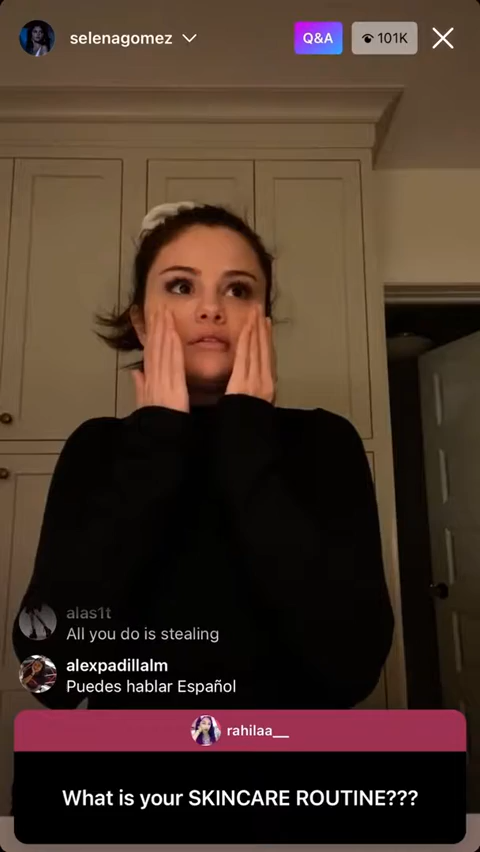 selenagomez
Q&A
101K
alas1t
All you do is stealing
alexpadillalm
Puedes hablar Español
rahilaa__
What is your SKINCARE ROUTINE???